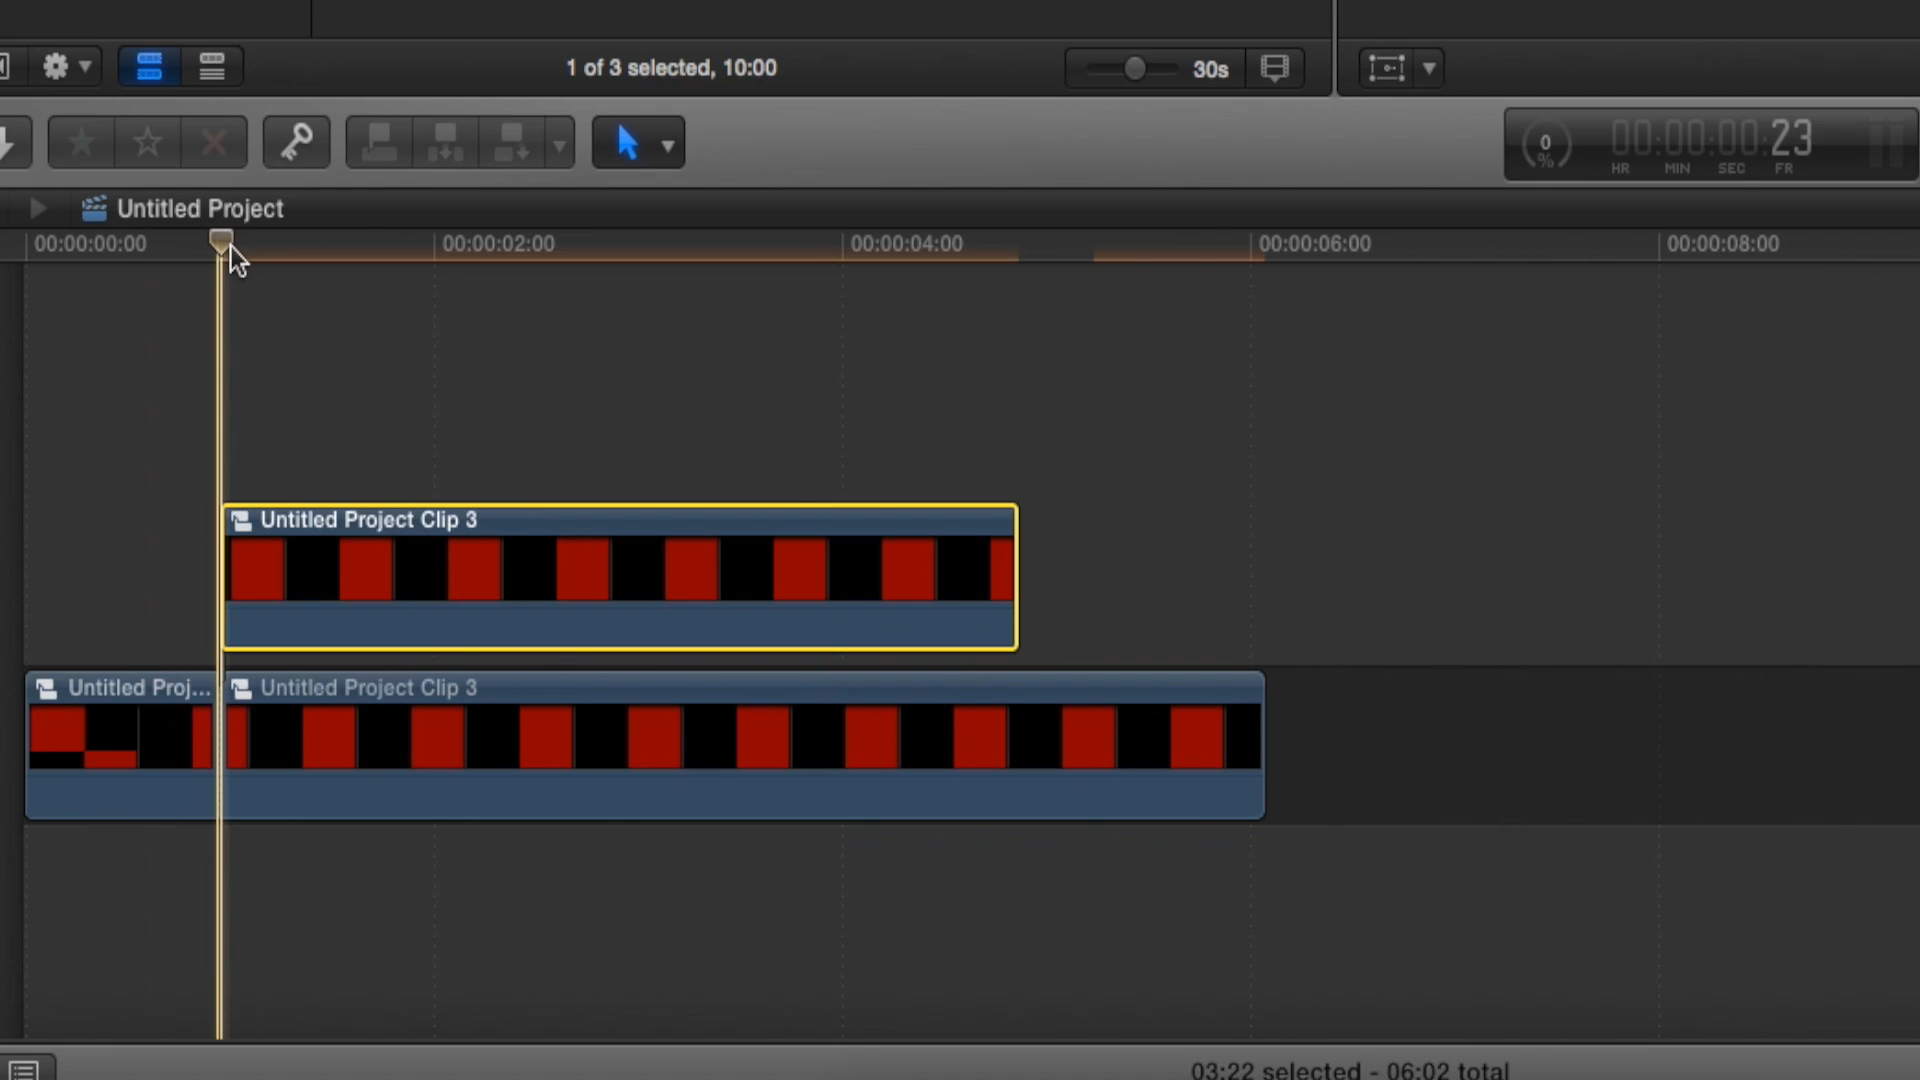 1 of 3 selected, 10:00
30s
0
%
00:00:00:23
HR MIN SEC FR
Untitled Project
00:00:00:00
00:00:02:00
00:00:04:00
00:00:06:00
00:00:08:00
Untitled Project Clip 3
Untitled Proj...
Untitled Project Clip 3
03:22 selected - 06:02 total